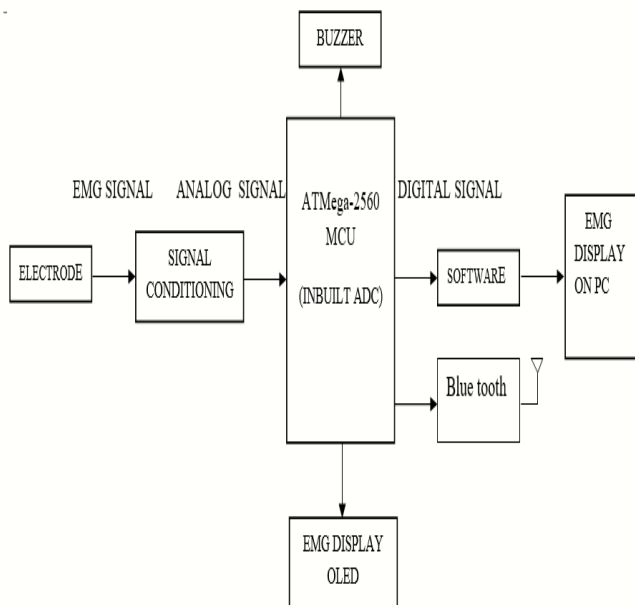 BUZZER
EMG SIGNAL
ANALOG SIGNAL
ATMega-2560
MCU
(INBUILT ADC)
DIGITAL SIGNAL
ELECTRODE
SIGNAL
CONDITIONING
SOFTWARE
EMG
DISPLAY
ON PC
Blue tooth
EMG DISPLAY
OLED